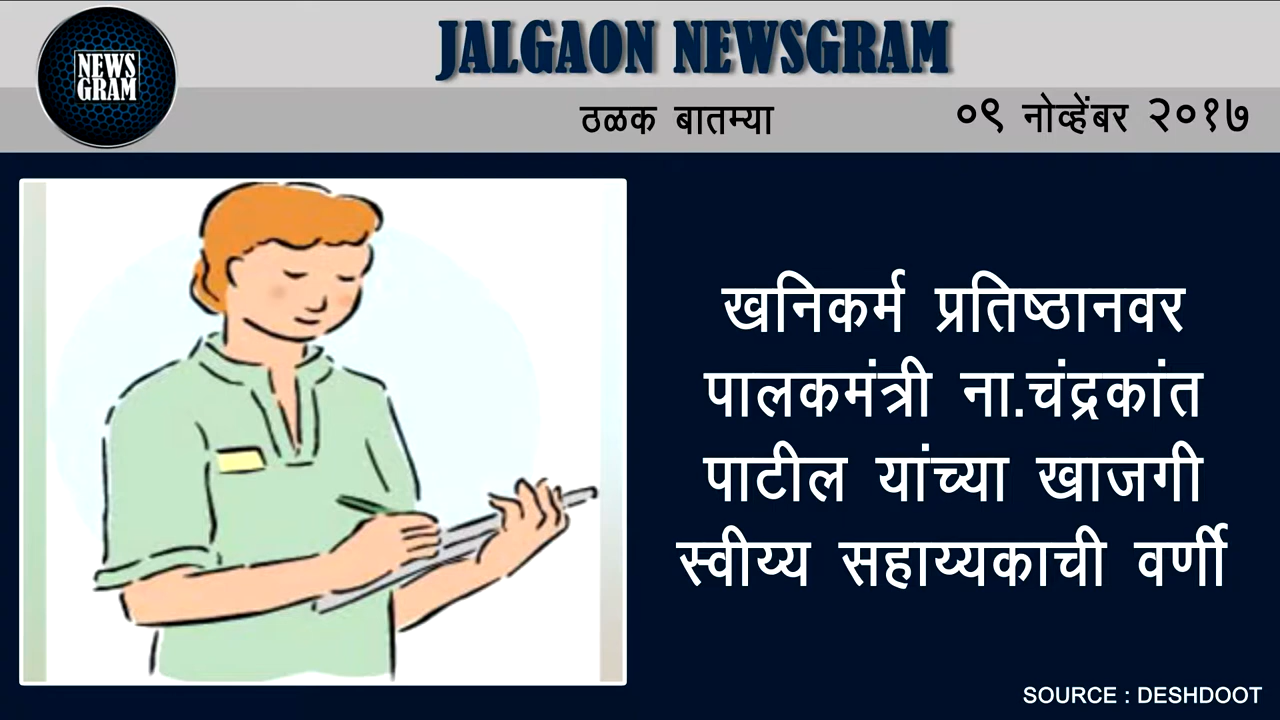 NEWS
GRAM
JALGAON NEWSGRAM
ठळक बातम्या
०९ नोव्हेंबर २०१७
खनिकर्म प्रतिष्ठानवर
पालकमंत्री ना.चंद्रकांत
पाटील यांच्या खाजगी
स्वीय्य सहाय्यकाची वर्णी
SOURCE : DESHDOOT